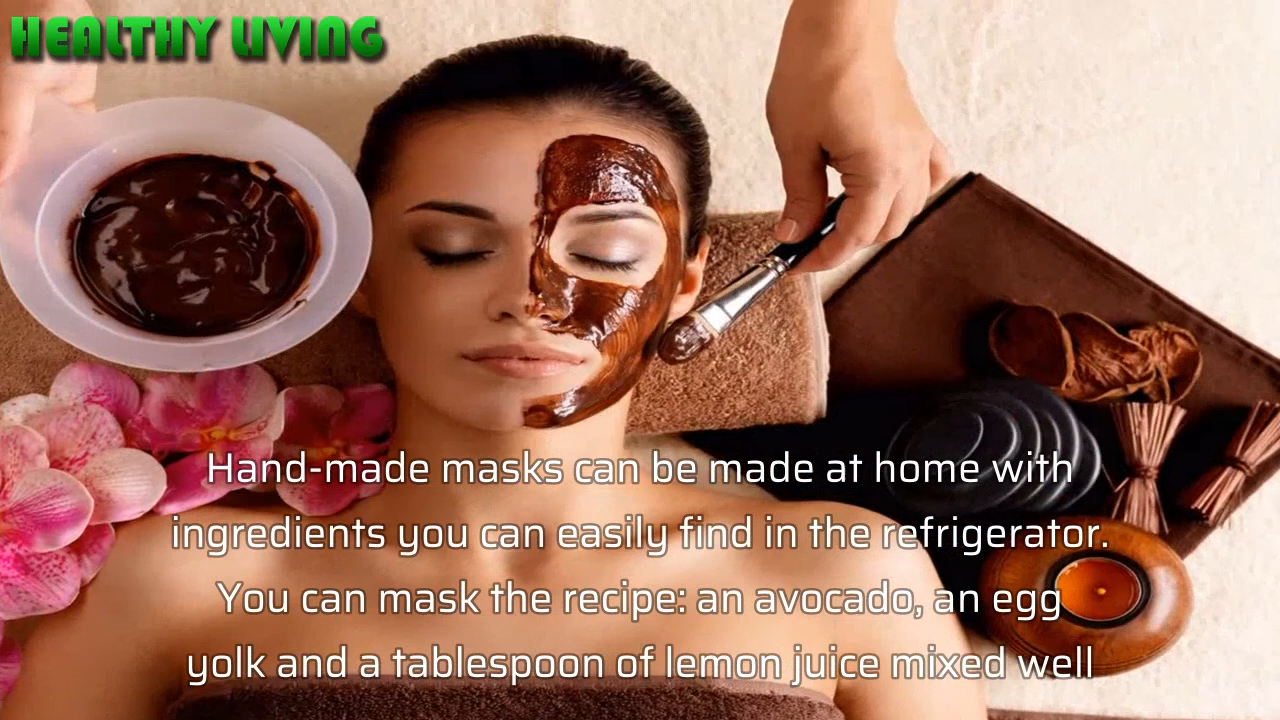 HEALTHY LIVING
Hand-made masks can be made at home with
ingredients you can easily find in the refrigerator.
You can mask the recipe: an avocado, an egg
yolk and a tablespoon of lemon juice mixed well